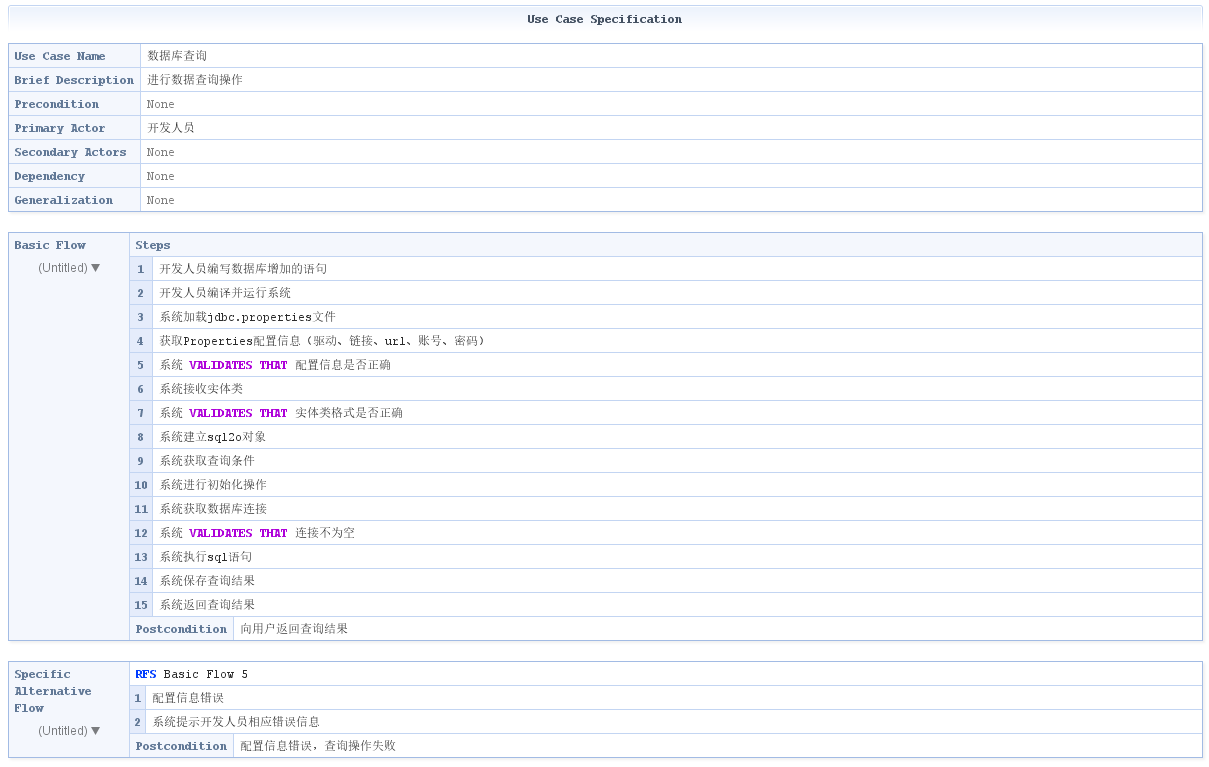 Use Case Specification
Use Case Name 数据库查询
Brief Description 进行数据查询操作
Precondition None
Primary Actor 开发人员
Secondary Actors None
Dependency None
Generalization None
Basic Flow Steps
(Untitled) ▼
1 开发人员编写数据库增加的语句
2 开发人员编译并运行系统
3 系统加载jdbc.properties文件
4 获取Properties配置信息（驱动、链接、url、账号、密码）
5 系统 VALIDATES THAT 配置信息是否正确
6 系统接收实体类
7 系统 VALIDATES THAT 实体类格式是否正确
8 系统建立sql2o对象
9 系统获取查询条件
10 系统进行初始化操作
11 系统获取数据库连接
12 系统 VALIDATES THAT 连接不为空
13 系统执行sql语句
14 系统保存查询结果
15 系统返回查询结果
Postcondition 向用户返回查询结果
Specific
Alternative
Flow
(Untitled) ▼
RFS Basic Flow 5
1 配置信息错误
2 系统提示开发人员相应错误信息
Postcondition 配置信息错误，查询操作失败